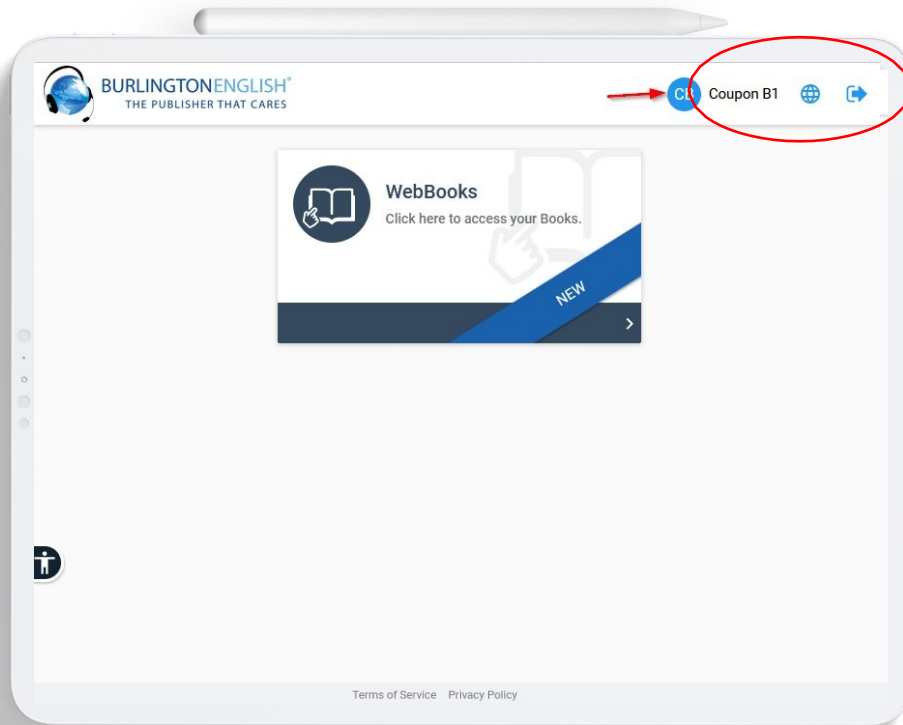 BURLINGTONENGLISH®
THE PUBLISHER THAT CARES
CB Coupon B1
WebBooks
Click here to access your Books.
NEW
Terms of Service Privacy Policy